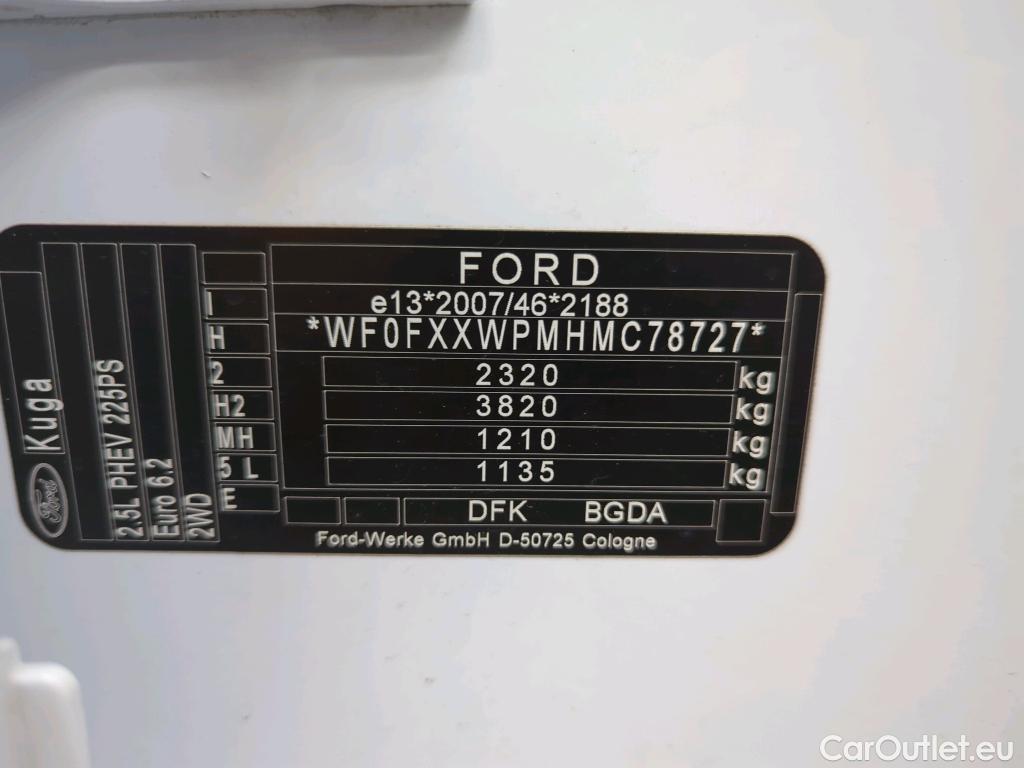 FORD
e13*2007/46*2188
*WF0FXXWPMHMC78727*
2320 kg
3820 kg
1210 kg
1135 kg
DFK BGDA
Ford-Werke GmbH D-50725 Cologne
I
H
2
H2
MH
5 L
E
Ford
Kuga
2.5L PHEV 225PS
Euro 6.2
2WD
CarOutlet.eu